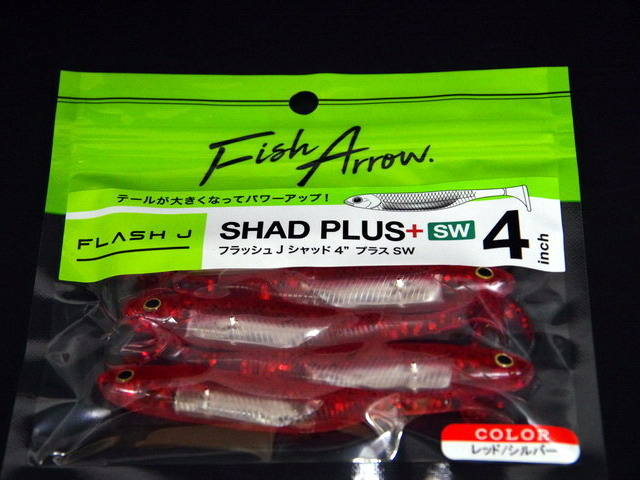 Fish Arrow.
テールが大きくなってパワーアップ！
FLASH J
SHAD PLUS+ SW
4 inch
フラッシュJ シャッド 4” プラス SW
COLOR
レッド/シルバー